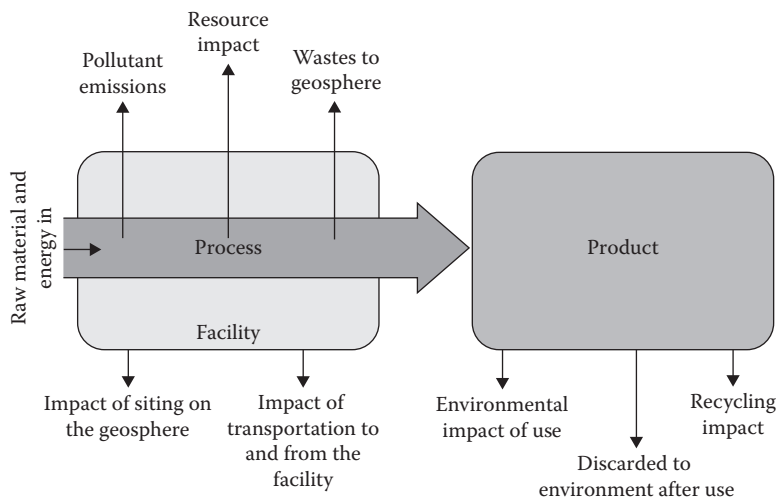 Resource
impact
Pollutant
emissions
Wastes to
geosphere
Raw material and
energy in
Process
Product
Facility
Impact of siting on
the geosphere
Impact of
transportation to
and from the
facility
Environmental
impact of use
Recycling
impact
Discarded to
environment after use